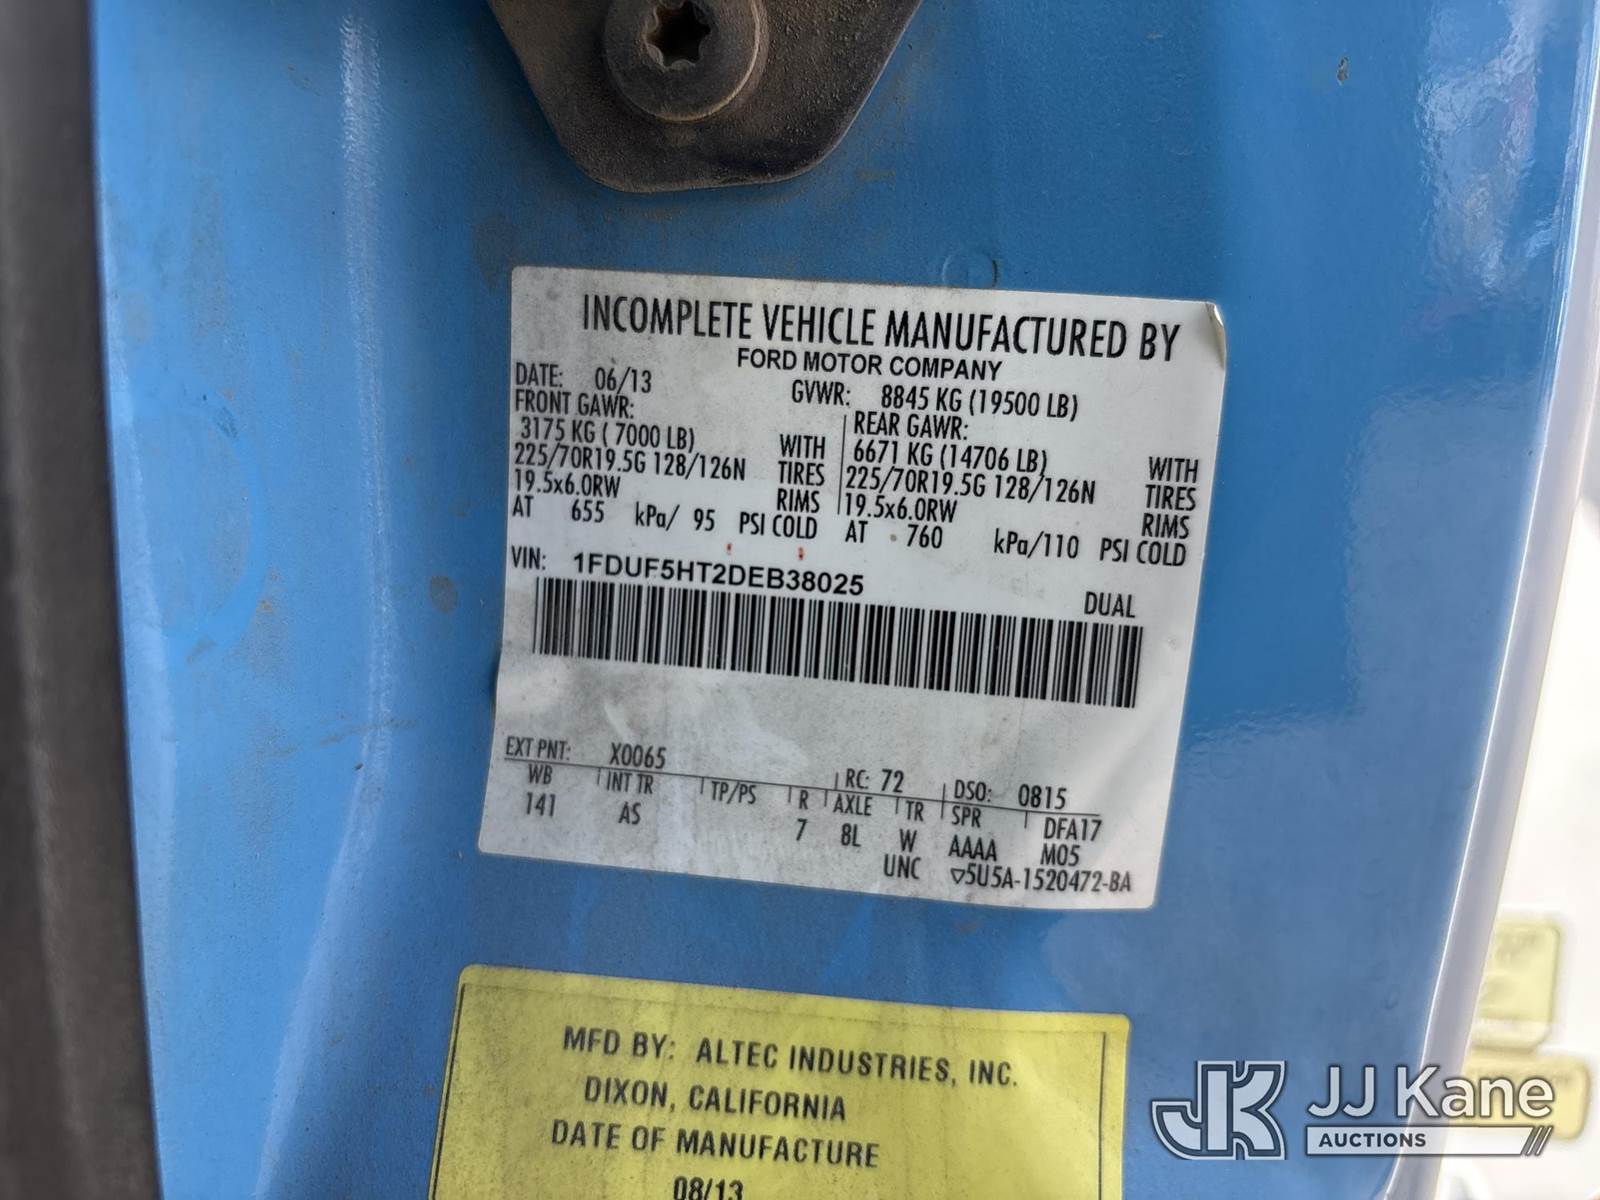 INCOMPLETE VEHICLE MANUFACTURED BY
FORD MOTOR COMPANY
DATE: 06/13 GVWR: 8845 KG (19500 LB)
FRONT GAWR: REAR GAWR:
3175 KG ( 7000 LB) WITH 6671 KG (14706 LB) WITH
225/70R19.5G 128/126N TIRES 225/70R19.5G 128/126N TIRES
19.5x6.0RW RIMS 19.5x6.0RW RIMS
AT 655 kPa/ 95 PSI COLD AT 760 kPa/110 PSI COLD
VIN: 1FDUF5HT2DEB38025
DUAL
EXT PNT: X0065 RC: 72 DSO: 0815
WB INT TR TP/PS R AXLE TR SPR DFA17
141 AS 7 8L W AAAA M05
UNC ▽5U5A-1520472-BA
MFD BY: ALTEC INDUSTRIES, INC.
DIXON, CALIFORNIA
DATE OF MANUFACTURE
08/13
JK JJ Kane
AUCTIONS